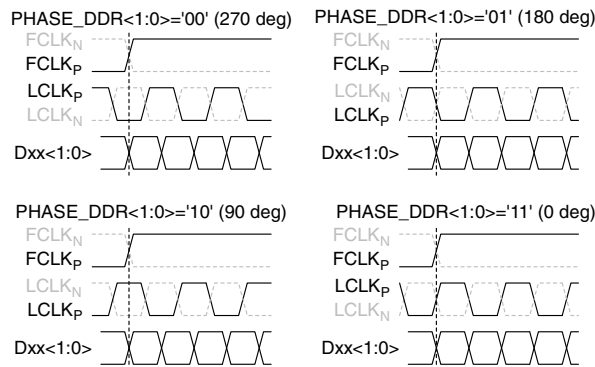 PHASE_DDR<1:0>='00' (270 deg)
FCLKN
FCLKP
LCLKP
LCLKN
Dxx<1:0>
PHASE_DDR<1:0>='01' (180 deg)
FCLKN
FCLKP
LCLKN
LCLKP
Dxx<1:0>
PHASE_DDR<1:0>='10' (90 deg)
FCLKN
FCLKP
LCLKN
LCLKP
Dxx<1:0>
PHASE_DDR<1:0>='11' (0 deg)
FCLKN
FCLKP
LCLKP
LCLKN
Dxx<1:0>